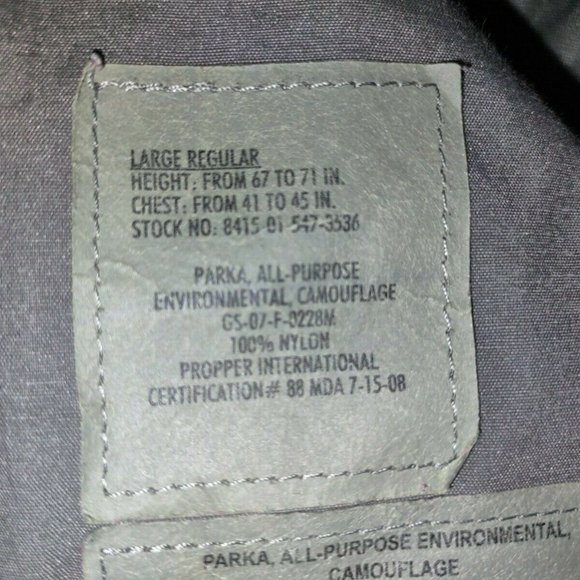 LARGE REGULAR
HEIGHT: FROM 67 TO 71 IN.
CHEST: FROM 41 TO 45 IN.
STOCK NO: 8415-01-547-3536
PARKA, ALL-PURPOSE
ENVIRONMENTAL, CAMOUFLAGE
GS-07-F-0228M
100% NYLON
PROPPER INTERNATIONAL
CERTIFICATION# 88 MDA 7-15-08
PARKA, ALL-PURPOSE ENVIRONMENTAL,
CAMOUFLAGE